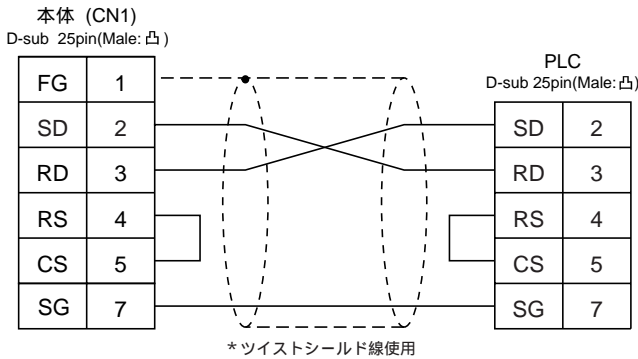 本体 (CN1)
D-sub 25pin(Male: 凸)
FG 1
SD 2
RD 3
RS 4
CS 5
SG 7
PLC
D-sub 25pin(Male: 凸)
SD 2
RD 3
RS 4
CS 5
SG 7
*ツイストシールド線使用